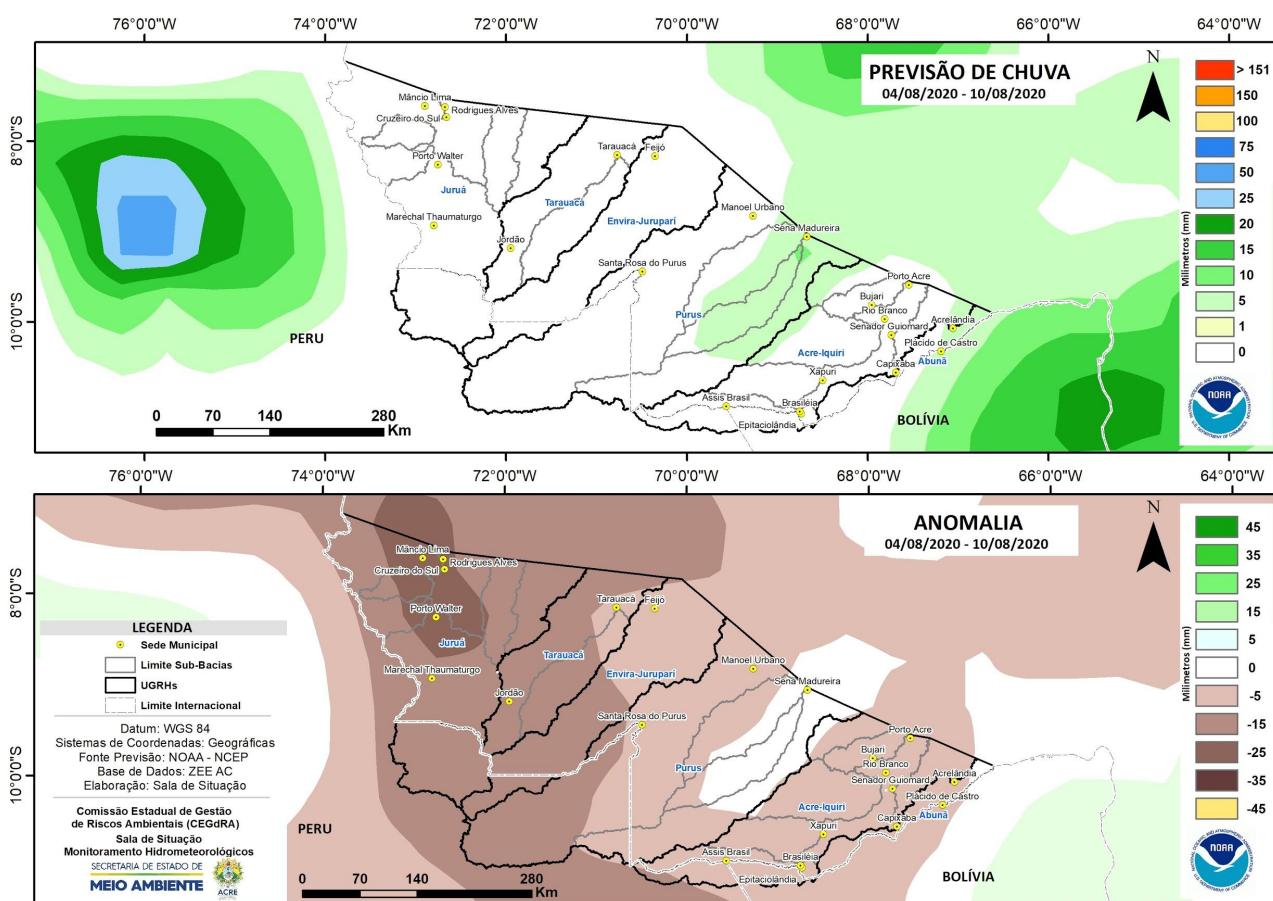 76°0'0"W 74°0'0"W 72°0'0"W 70°0'0"W 68°0'0"W 66°0'0"W 64°0'0"W
PREVISÃO DE CHUVA
04/08/2020 - 10/08/2020
N
8°0'0"S
10°0'0"S
Mâncio Lima
Rodrigues Alves
Cruzeiro do Sul
Porto Walter
Juruá
Marechal Thaumaturgo
Tarauacá
Feijó
Tarauacá
Envira-Juruparí
Jordão
Manoel Urbano
Sena Madureira
Santa Rosa do Purus
Purus
Porto Acre
Bujari
Rio Branco
Senador Guiomard
Acrelândia
Plácido de Castro
Abunã
Acre-Iquiri
Capixaba
Xapuri
Assis Brasil
Brasiléia
Epitaciolândia
PERU
BOLÍVIA
0 70 140 280
Km
Milímetros (mm)
> 151
150
100
75
50
25
20
15
10
5
1
0
NOAA
76°0'0"W 74°0'0"W 72°0'0"W 70°0'0"W 68°0'0"W 66°0'0"W 64°0'0"W
ANOMALIA
04/08/2020 - 10/08/2020
N
8°0'0"S
10°0'0"S
Mâncio Lima
Rodrigues Alves
Cruzeiro do Sul
Porto Walter
Juruá
Marechal Thaumaturgo
Tarauacá
Feijó
Tarauacá
Envira-Juruparí
Jordão
Manoel Urbano
Sena Madureira
Santa Rosa do Purus
Purus
Porto Acre
Bujari
Rio Branco
Senador Guiomard
Acrelândia
Plácido de Castro
Abunã
Acre-Iquiri
Capixaba
Xapuri
Assis Brasil
Brasiléia
Epitaciolândia
PERU
BOLÍVIA
0 70 140 280
Km
Milímetros (mm)
45
35
25
15
5
0
-5
-15
-25
-35
-45
NOAA
LEGENDA
Sede Municipal
Limite Sub-Bacias
UGRHs
Limite Internacional
Datum: WGS 84
Sistemas de Coordenadas: Geográficas
Fonte Previsão: NOAA - NCEP
Base de Dados: ZEE AC
Elaboração: Sala de Situação
Comissão Estadual de Gestão
de Riscos Ambientais (CEGdRA)
Sala de Situação
Monitoramento Hidrometeorológicos
SECRETARIA DE ESTADO DE
MEIO AMBIENTE
ACRE